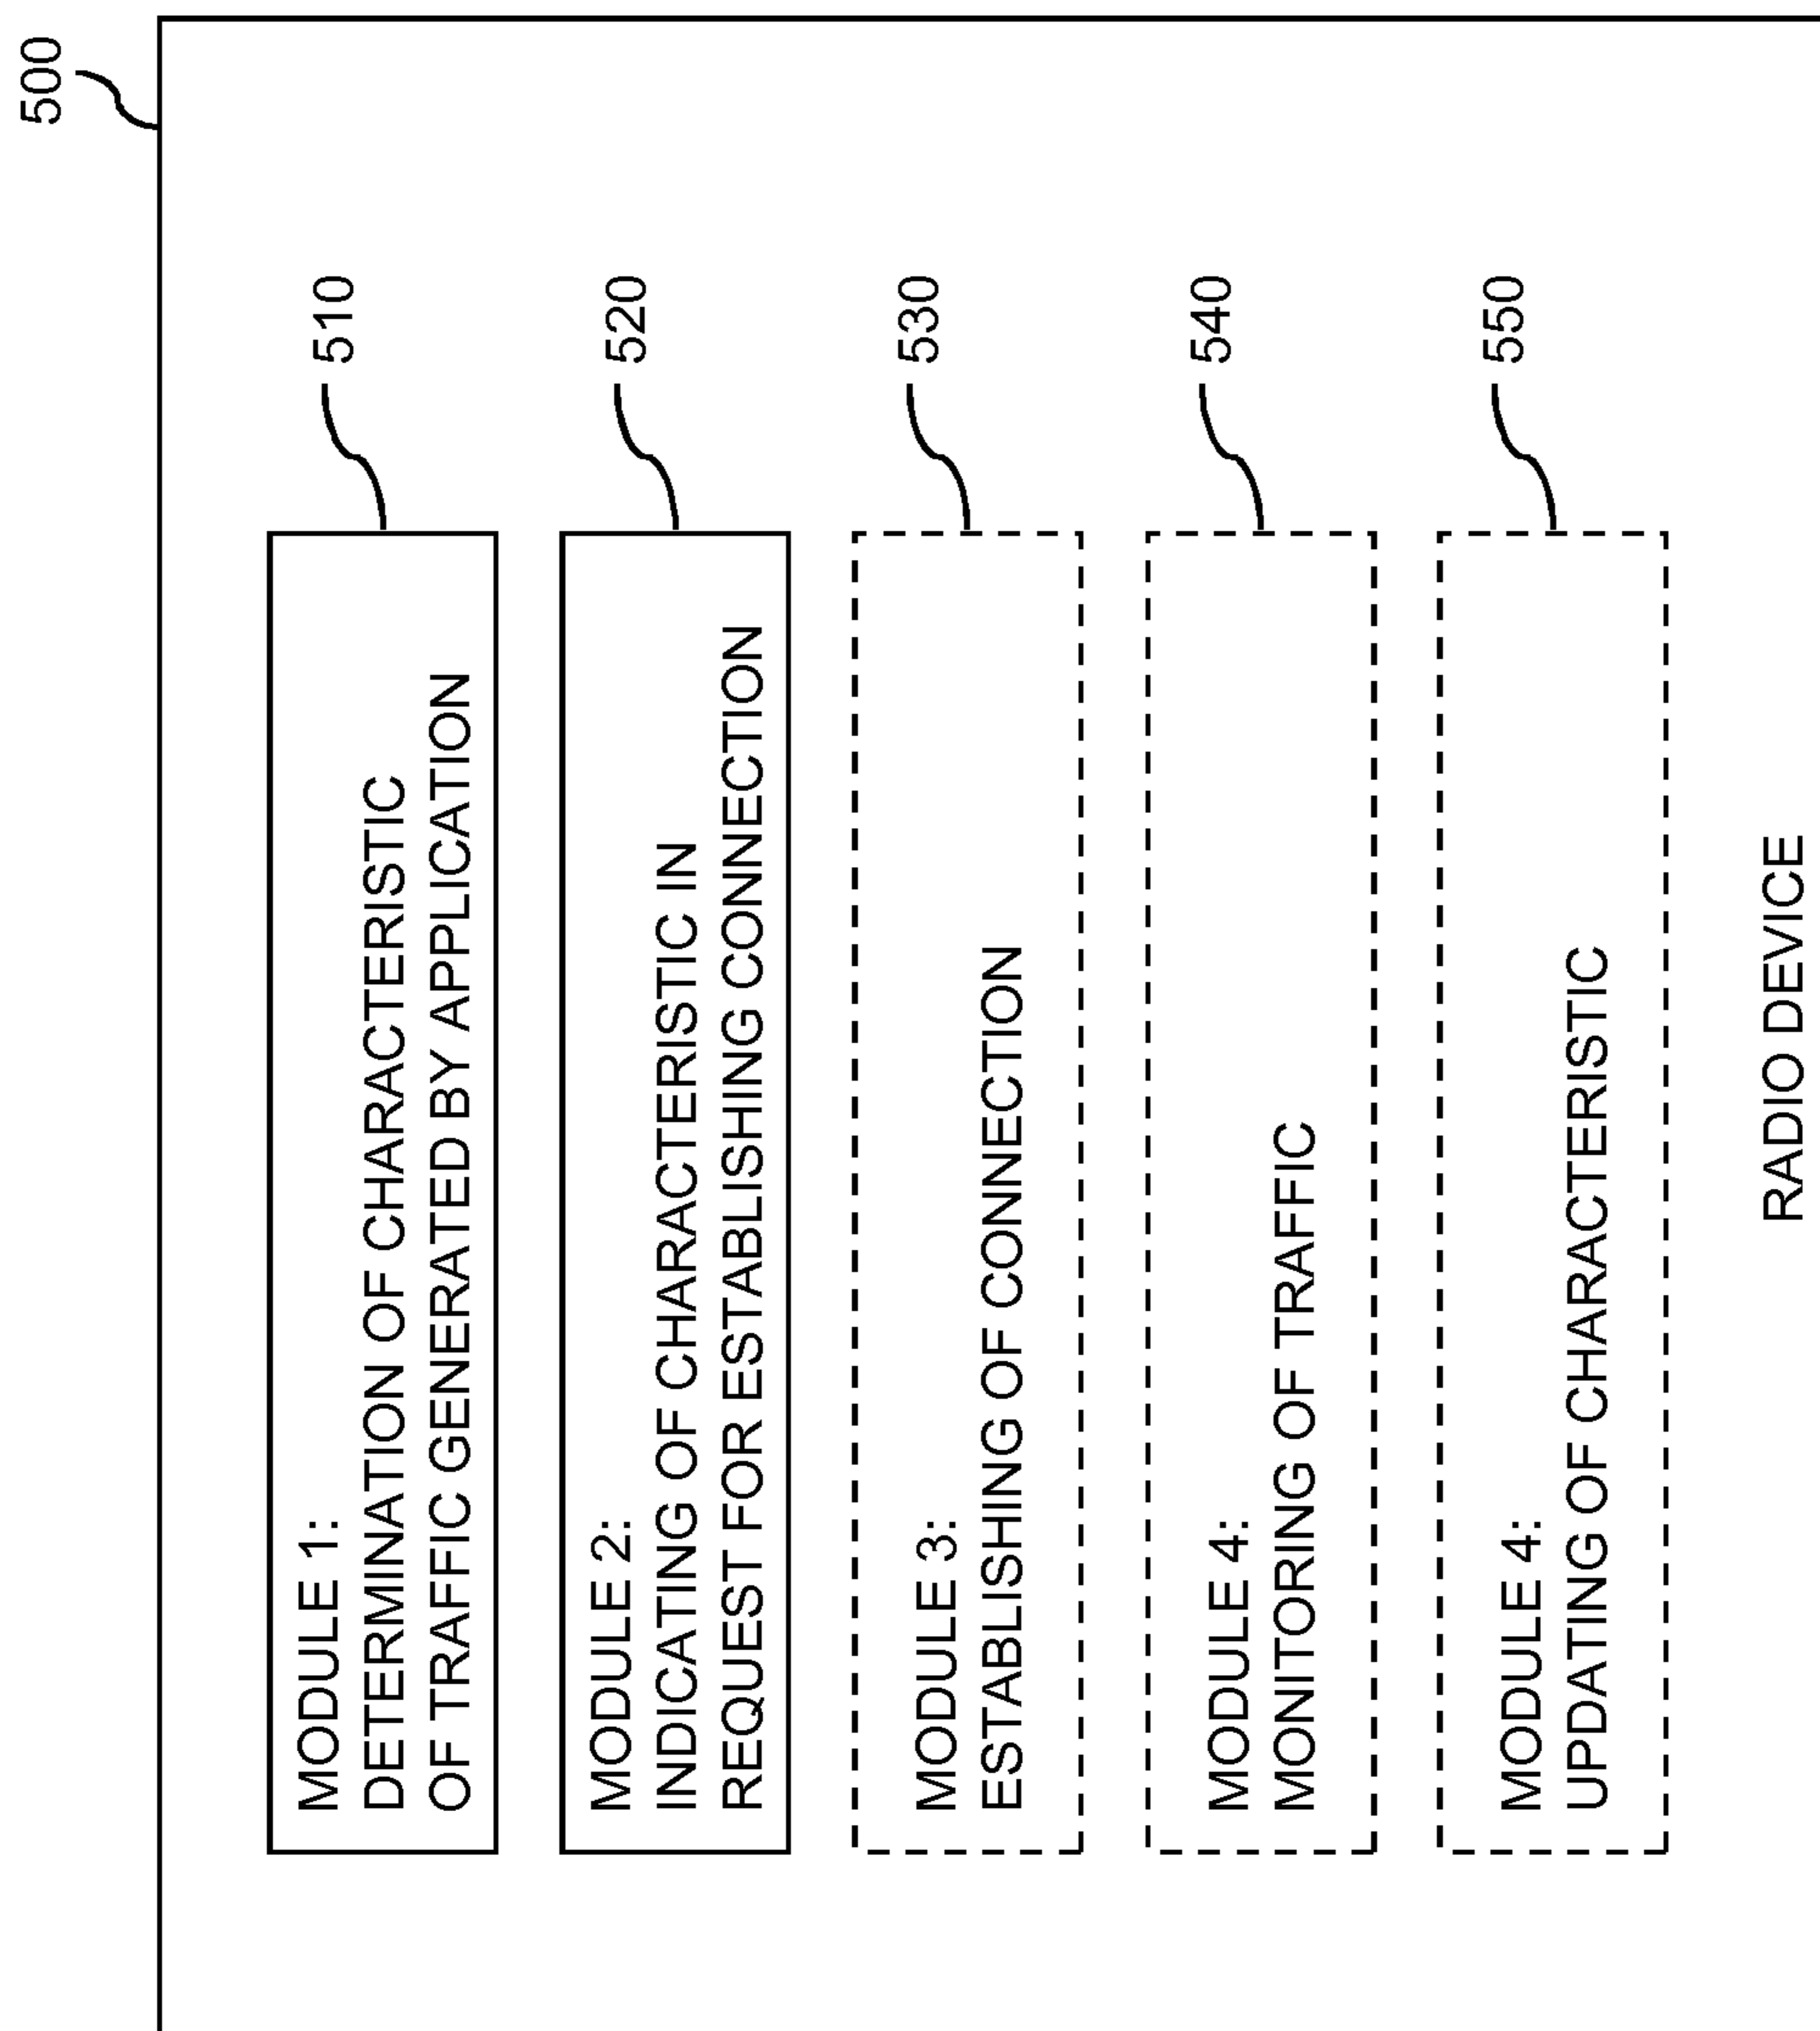 500
MODULE 1:
DETERMINATION OF CHARACTERISTIC
OF TRAFFIC GENERATED BY APPLICATION
510
MODULE 2:
INDICATING OF CHARACTERISTIC IN
REQUEST FOR ESTABLISHING CONNECTION
520
MODULE 3:
ESTABLISHING OF CONNECTION
530
MODULE 4:
MONITORING OF TRAFFIC
540
MODULE 4:
UPDATING OF CHARACTERISTIC
550
RADIO DEVICE